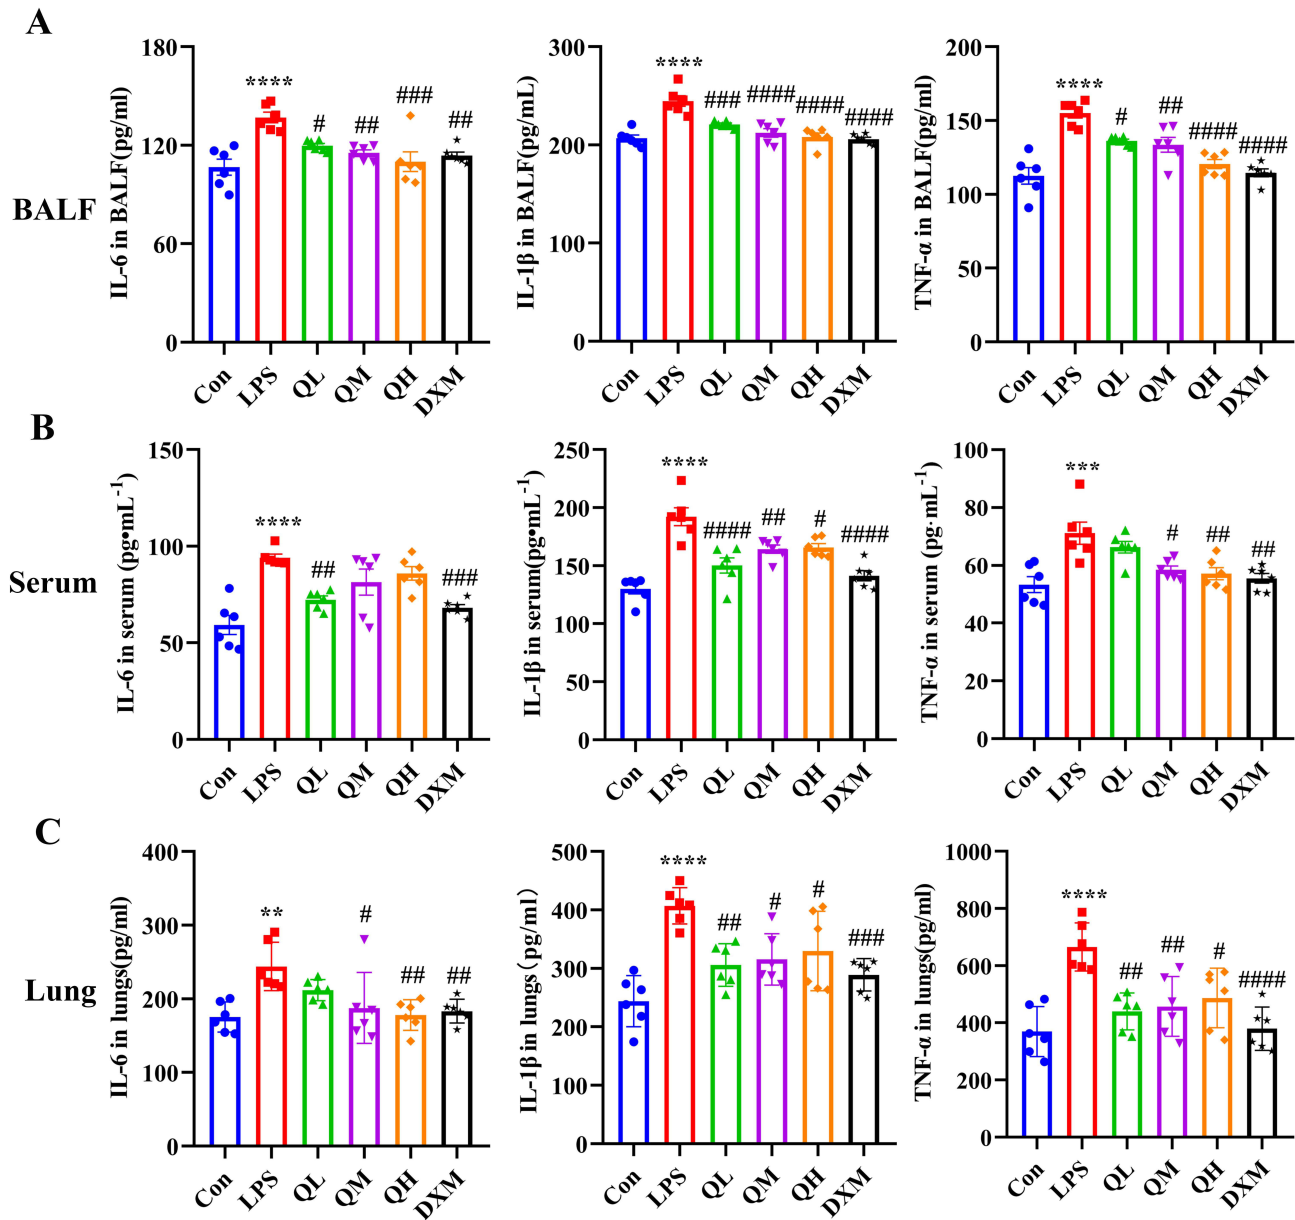 A
BALF
IL-6 in BALF(pg/ml)
180
120
60
0
**** # ## ### ##
Con LPS QL QM QH DXM
IL-1β in BALF(pg/mL)
300
200
100
0
**** ### #### #### ####
Con LPS QL QM QH DXM
TNF-α in BALF(pg/ml)
200
150
100
50
0
**** # ## #### ####
Con LPS QL QM QH DXM
B
Serum
IL-6 in serum (pg•mL⁻¹)
150
100
50
0
**** ## ###
Con LPS QL QM QH DXM
IL-1β in serum(pg•mL⁻¹)
250
200
150
100
50
0
**** #### ## # ####
Con LPS QL QM QH DXM
TNF-α in serum (pg·mL⁻¹)
100
80
60
40
20
0
*** # ## ##
Con LPS QL QM QH DXM
C
Lung
IL-6 in lungs(pg/ml)
400
300
200
100
0
** # ## ##
Con LPS QL QM QH DXM
IL-1β in lungs (pg/ml)
500
400
300
200
100
0
**** ## # # ###
Con LPS QL QM QH DXM
TNF-α in lungs(pg/ml)
1000
800
600
400
200
0
**** ## ## # ####
Con LPS QL QM QH DXM